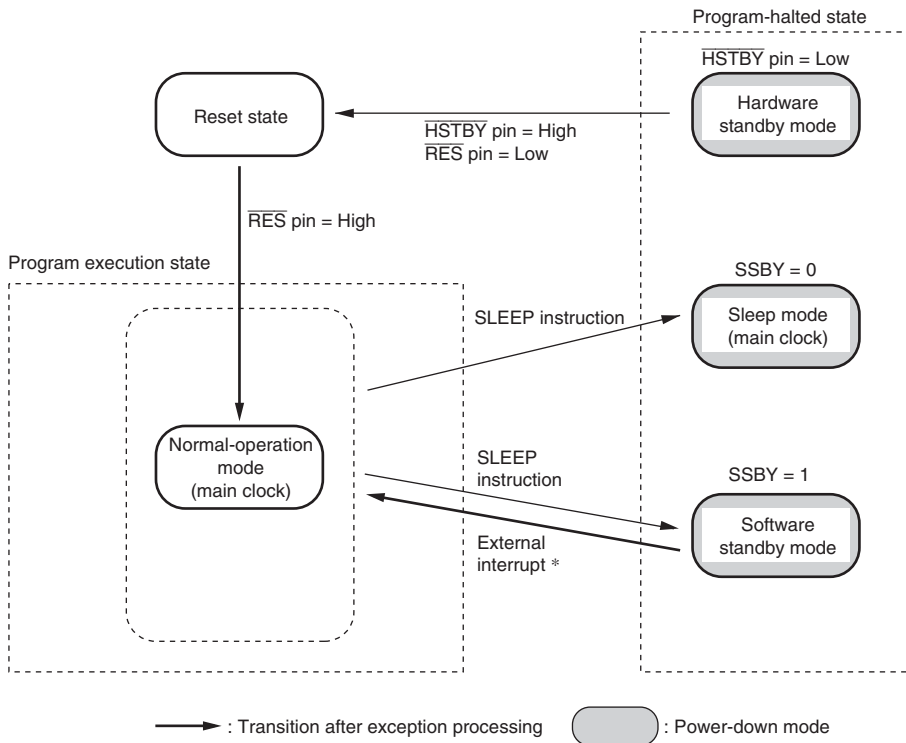 Program-halted state
HSTBY pin = Low
Reset state
Hardware
standby mode
HSTBY pin = High
RES pin = Low
RES pin = High
Program execution state
SSBY = 0
SLEEP instruction
Sleep mode
(main clock)
Normal-operation
mode
(main clock)
SLEEP
instruction
SSBY = 1
Software
standby mode
External
interrupt *
: Transition after exception processing
: Power-down mode